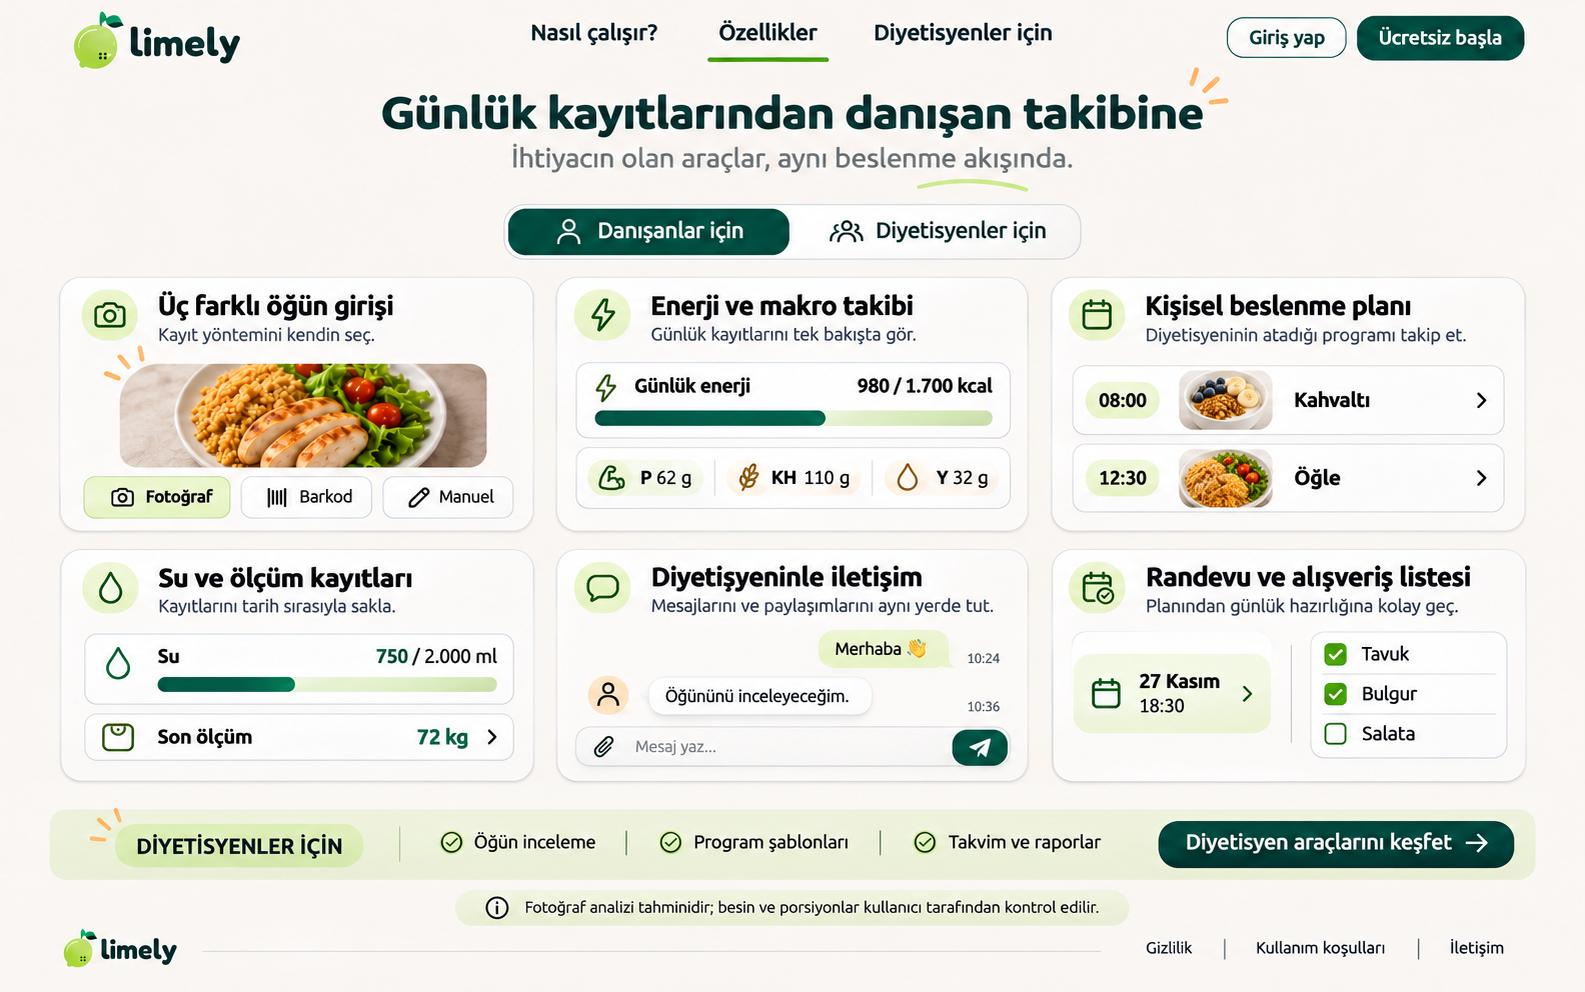 limely
Nasıl çalışır?
Özellikler
Diyetisyenler için
Giriş yap
Ücretsiz başla
Günlük kayıtlarından danışan takibine
İhtiyacın olan araçlar, aynı beslenme akışında.
Danışanlar için
Diyetisyenler için
Üç farklı öğün girişi
Kayıt yöntemini kendin seç.
Fotoğraf
Barkod
Manuel
Enerji ve makro takibi
Günlük kayıtlarını tek bakışta gör.
Günlük enerji
980 / 1.700 kcal
P 62 g
KH 110 g
Y 32 g
Kişisel beslenme planı
Diyetisyeninin atadığı programı takip et.
08:00
Kahvaltı
12:30
Öğle
Su ve ölçüm kayıtları
Kayıtlarını tarih sırasıyla sakla.
Su
750 / 2.000 ml
Son ölçüm
72 kg
Diyetişyeninle iletişim
Mesajlarını ve paylaşımlarını aynı yerde tut.
Merhaba 👋
10:24
Öğününü inceleyeceğim.
10:36
Mesaj yaz...
Randevu ve alışveriş listesi
Planından günlük hazırlığına kolay geç.
27 Kasım
18:30
Tavuk
Bulgur
Salata
DİYETİSYENLER İÇİN
Öğün inceleme
Program şablonları
Takvim ve raporlar
Diyetisyen araçlarını keşfet
Fotoğraf analizi tahminidir; besin ve porsiyonlar kullanıcı tarafından kontrol edilir.
limely
Gizlilik
Kullanım koşulları
İletişim